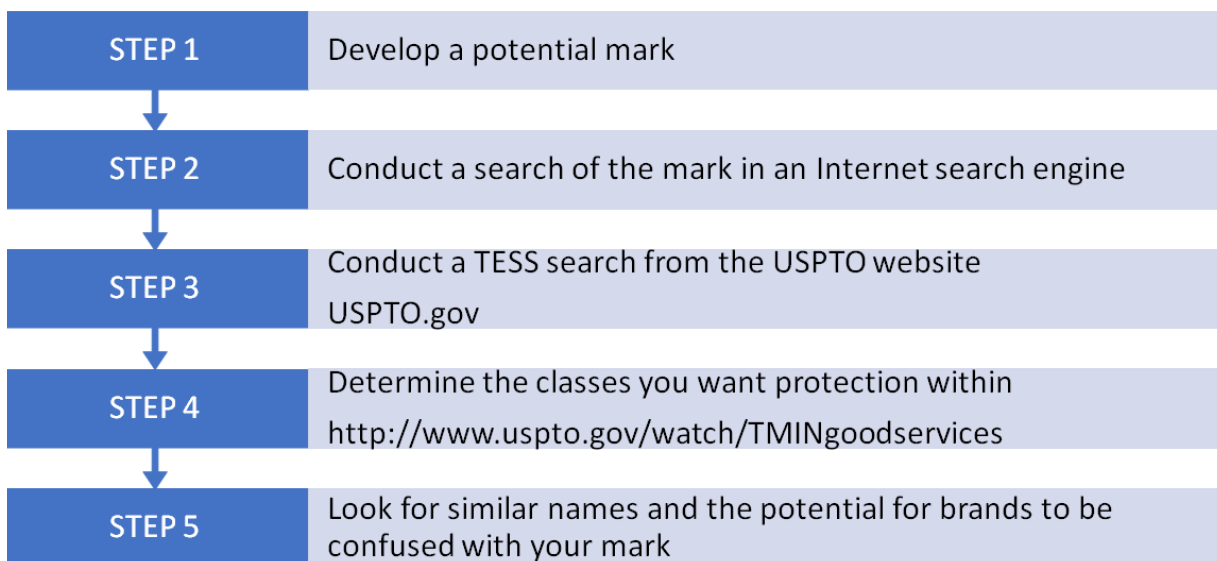 STEP 1
Develop a potential mark
STEP 2
Conduct a search of the mark in an Internet search engine
STEP 3
Conduct a TESS search from the USPTO website
USPTO.gov
STEP 4
Determine the classes you want protection within
http://www.uspto.gov/watch/TMINgoodservices
STEP 5
Look for similar names and the potential for brands to be
confused with your mark